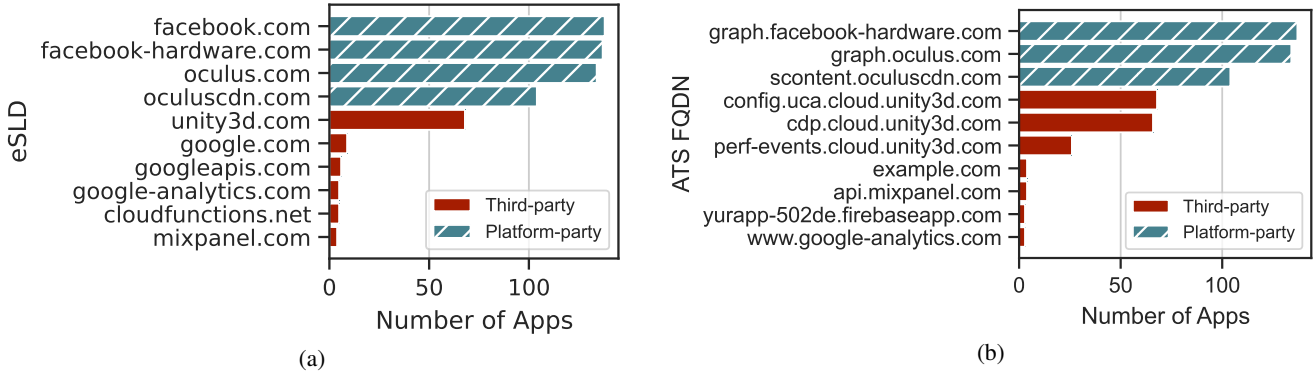 eSLD
facebook.com
facebook-hardware.com
oculus.com
oculuscdn.com
unity3d.com
google.com
googleapis.com
google-analytics.com
cloudfunctions.net
mixpanel.com
Third-party
Platform-party
0 50 100
Number of Apps
(a)
ATS FQDN
graph.facebook-hardware.com
graph.oculus.com
scontent.oculuscdn.com
config.uca.cloud.unity3d.com
cdp.cloud.unity3d.com
perf-events.cloud.unity3d.com
example.com
api.mixpanel.com
yurapp-502de.firebaseapp.com
www.google-analytics.com
Third-party
Platform-party
0 50 100
Number of Apps
(b)